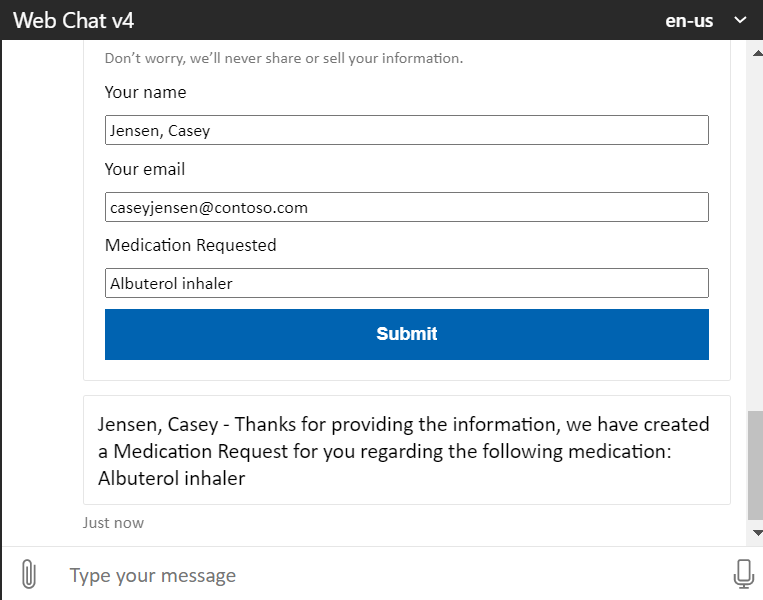 Web Chat v4
en-us
Don’t worry, we’ll never share or sell your information.
Your name
Jensen, Casey
Your email
caseyjensen@contoso.com
Medication Requested
Albuterol inhaler
Submit
Jensen, Casey - Thanks for providing the information, we have created
a Medication Request for you regarding the following medication:
Albuterol inhaler
Just now
Type your message